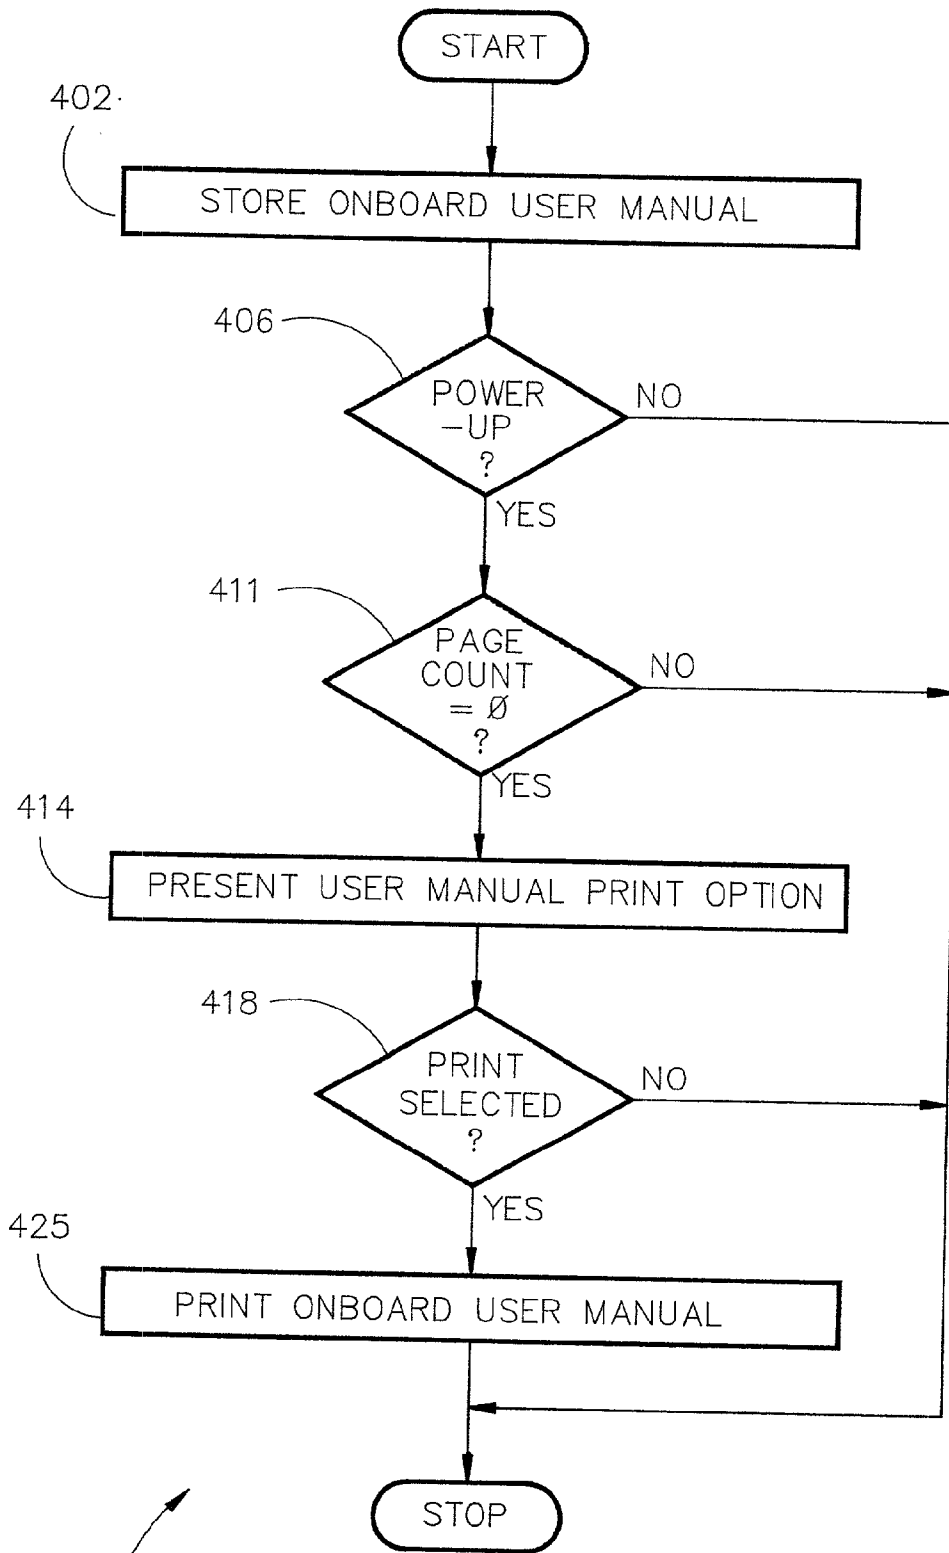 START
402
STORE ONBOARD USER MANUAL
406
POWER
-UP
?
NO
YES
411
PAGE
COUNT
= Ø
?
NO
YES
414
PRESENT USER MANUAL PRINT OPTION
418
PRINT
SELECTED
?
NO
YES
425
PRINT ONBOARD USER MANUAL
STOP